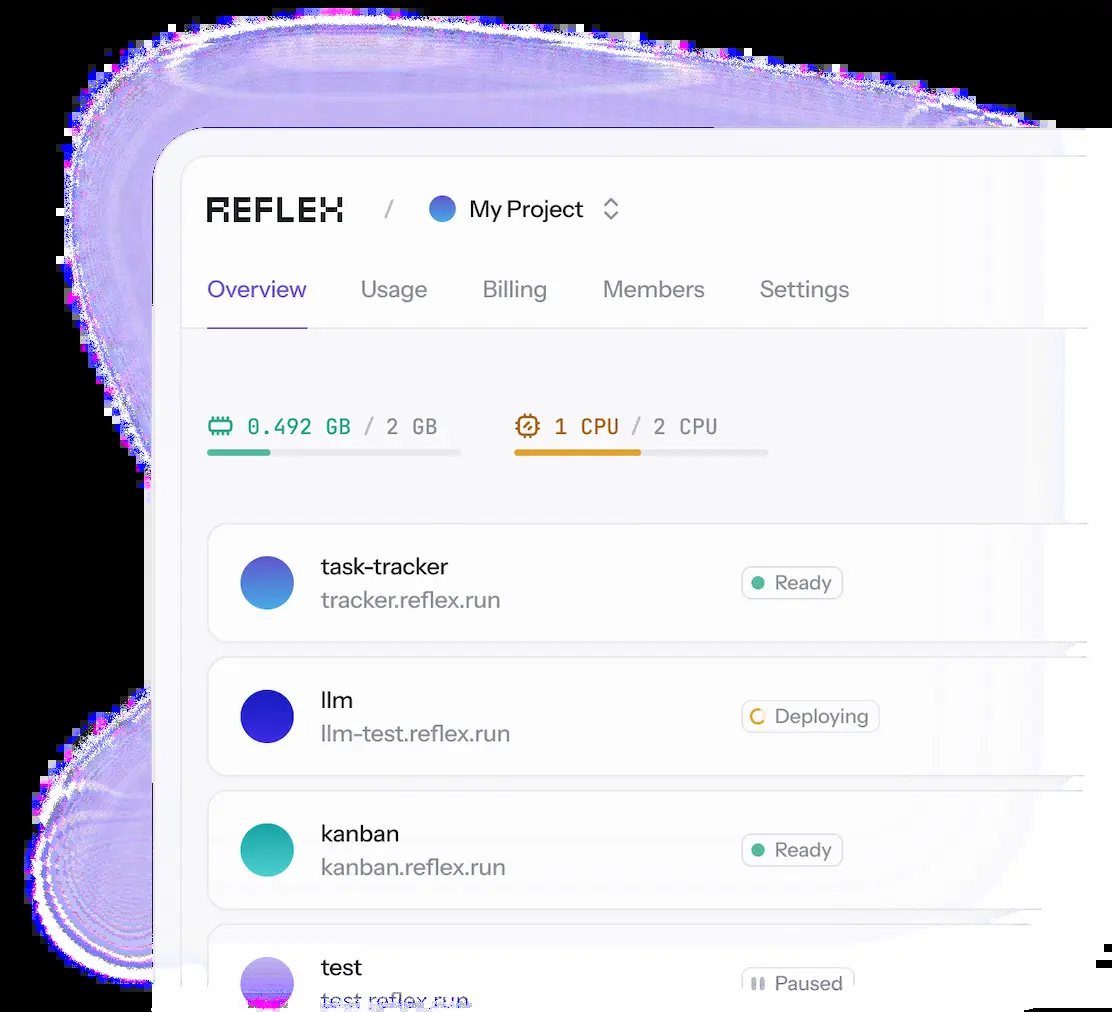 REFLEX / My Project
Overview Usage Billing Members Settings
0.492 GB / 2 GB 1 CPU / 2 CPU
task-tracker
tracker.reflex.run
Ready
llm
llm-test.reflex.run
Deploying
kanban
kanban.reflex.run
Ready
test
test.reflex.run
Paused